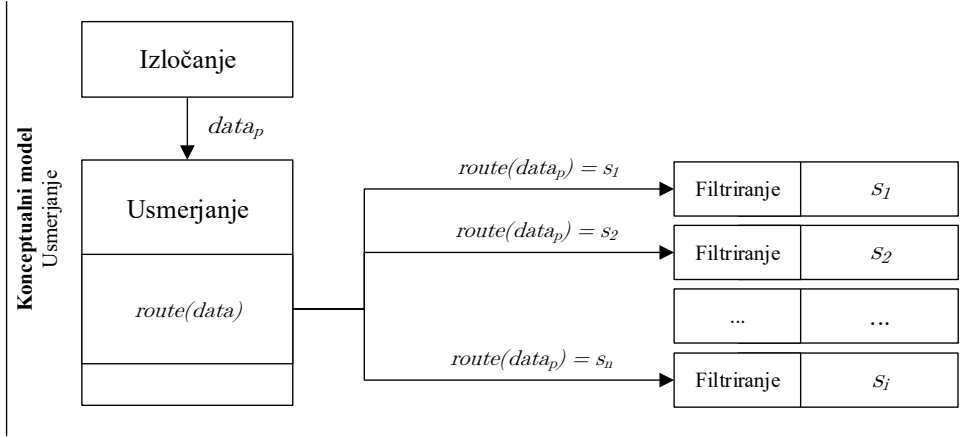 Konceptualni model
Usmerjanje
Izločanje
data_p
Usmerjanje
route(data)
route(data_p) = s_1
Filtriranje s_1
route(data_p) = s_2
Filtriranje s_2
... ...
route(data_p) = s_n
Filtriranje s_i